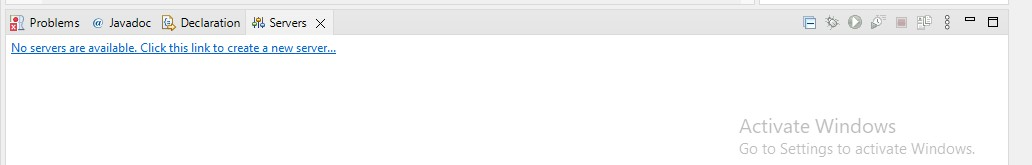 Problems @ Javadoc Declaration Servers
No servers are available. Click this link to create a new server...
Activate Windows
Go to Settings to activate Windows.